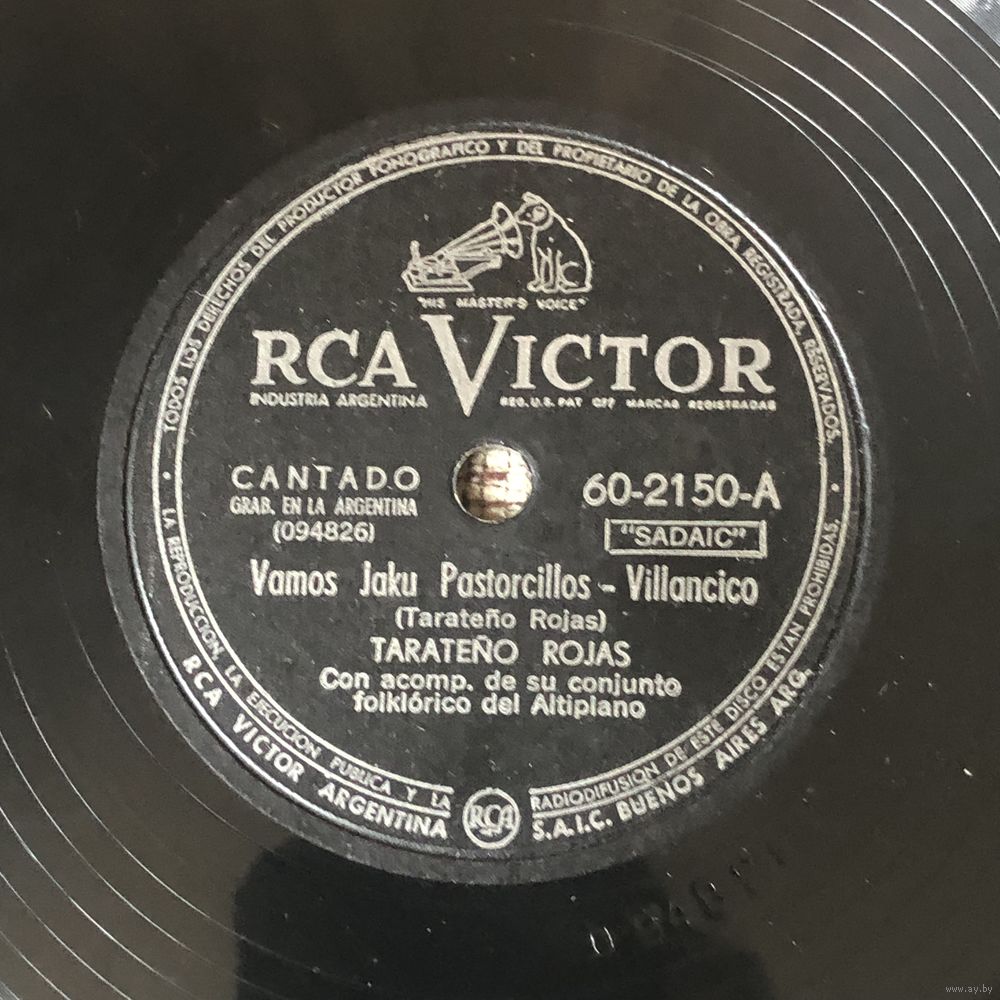 TODOS LOS DERECHOS DEL PRODUCTOR FONOGRAFICO Y DEL PROPIETARIO DE LA OBRA REGISTRADA, RESERVADOS.
"HIS MASTER'S VOICE"
RCA VICTOR
INDUSTRIA ARGENTINA REG. U.S. PAT OFF MARCAS REGISTRADAS
CANTADO 60-2150-A
GRAB. EN LA ARGENTINA
(094826) "SADAIC"
Vamos Jaku Pastorcillos - Villancico
(Tarateño Rojas)
TARATEÑO ROJAS
Con acomp. de su conjunto
folklórico del Altiplano
LA REPRODUCCION, LA EJECUCION PUBLICA Y LA RADIODIFUSION DE ESTE DISCO ESTAN PROHIBIDAS.
RCA VICTOR ARGENTINA RCA S.A.I.C. BUENOS AIRES ARG.
www.ay.by